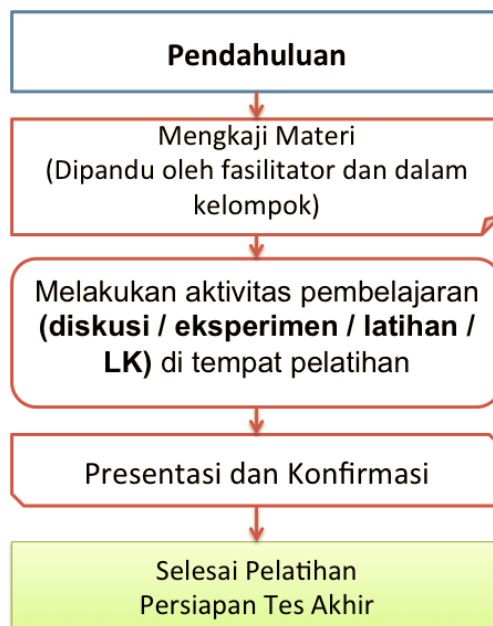 Pendahuluan
Mengkaji Materi
(Dipandu oleh fasilitator dan dalam
kelompok)
Melakukan aktivitas pembelajaran
(diskusi / eksperimen / latihan /
LK) di tempat pelatihan
Presentasi dan Konfirmasi
Selesai Pelatihan
Persiapan Tes Akhir